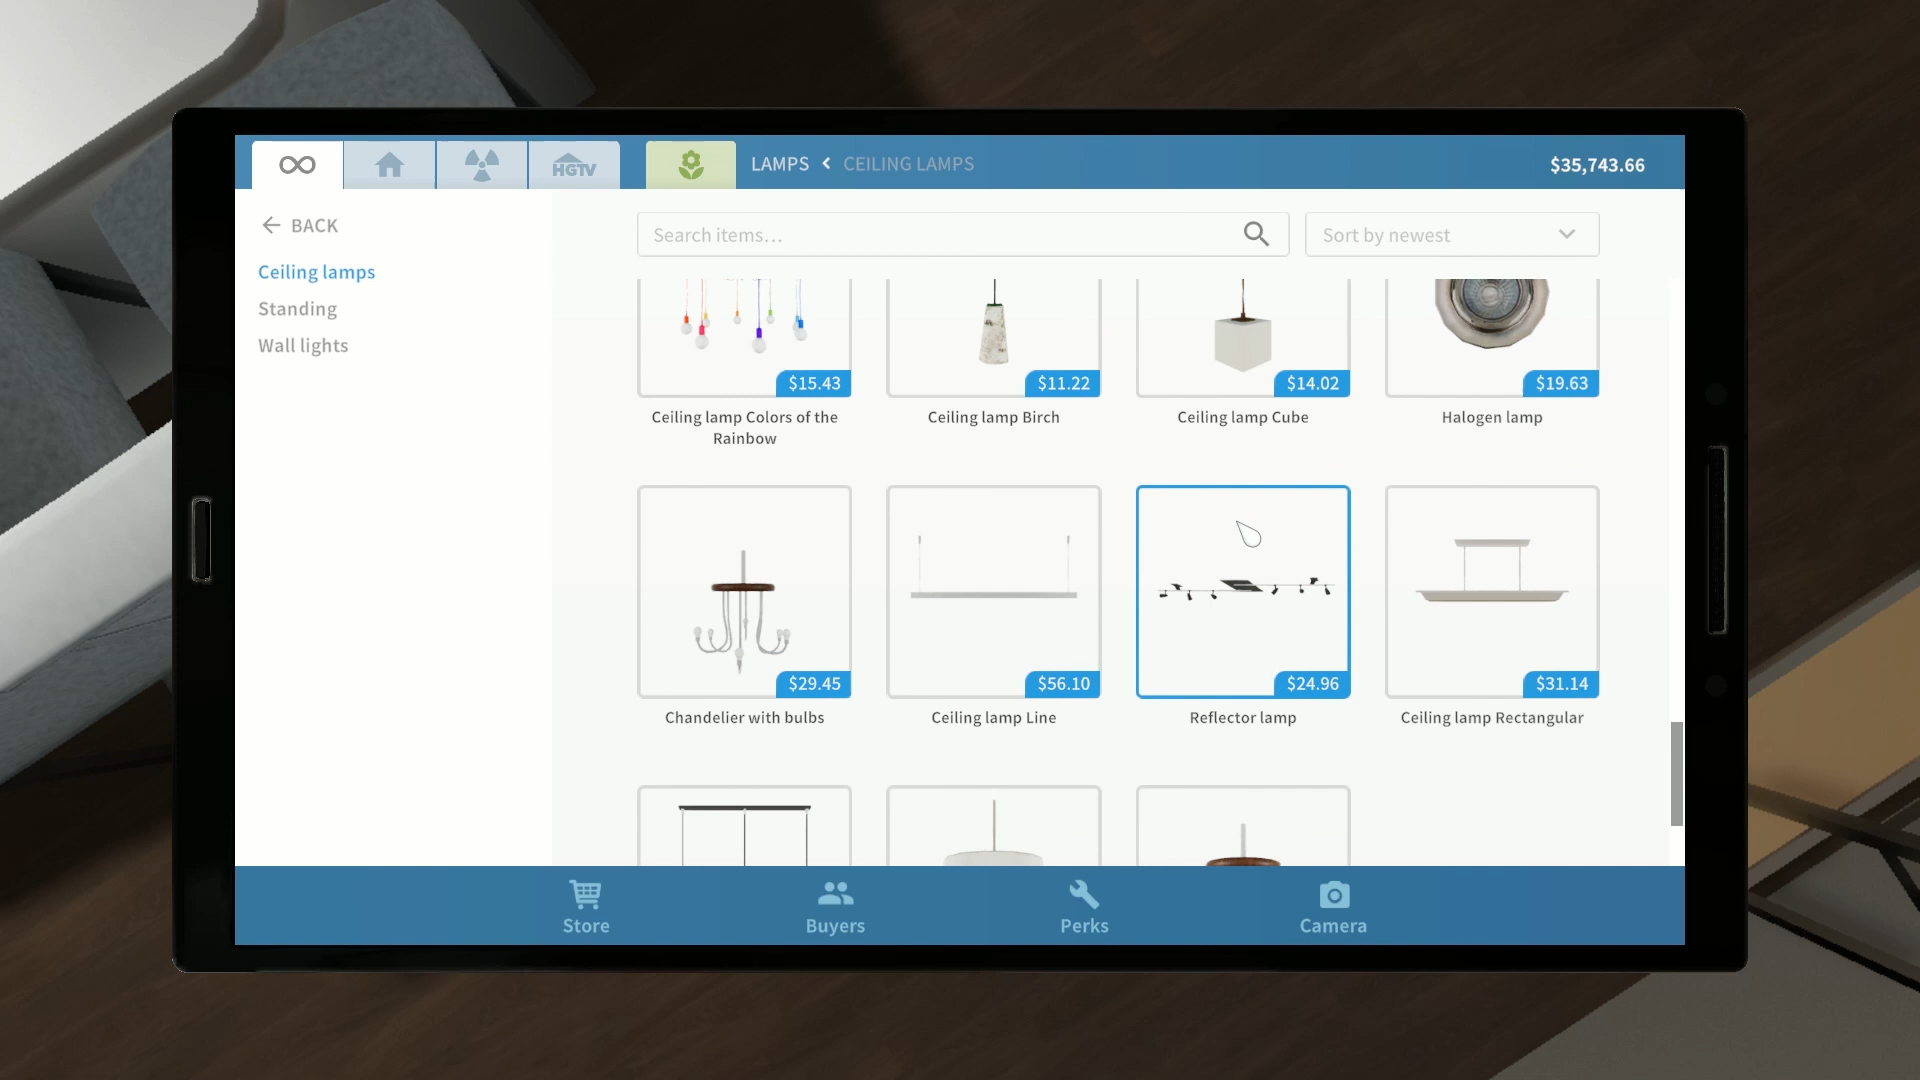 HGTV
LAMPS < CEILING LAMPS
$35,743.66
BACK
Search items...
Sort by newest
Ceiling lamps
Standing
Wall lights
$15.43
$11.22
$14.02
$19.63
Ceiling lamp Colors of the
Rainbow
Ceiling lamp Birch
Ceiling lamp Cube
Halogen lamp
$29.45
$56.10
$24.96
$31.14
Chandelier with bulbs
Ceiling lamp Line
Reflector lamp
Ceiling lamp Rectangular
Store
Buyers
Perks
Camera